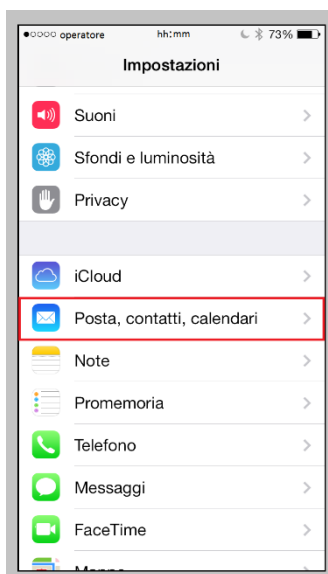 operatore hh:mm 73%
Impostazioni
Suoni
Sfondi e luminosità
Privacy
iCloud
Posta, contatti, calendari
Note
Promemoria
Telefono
Messaggi
FaceTime